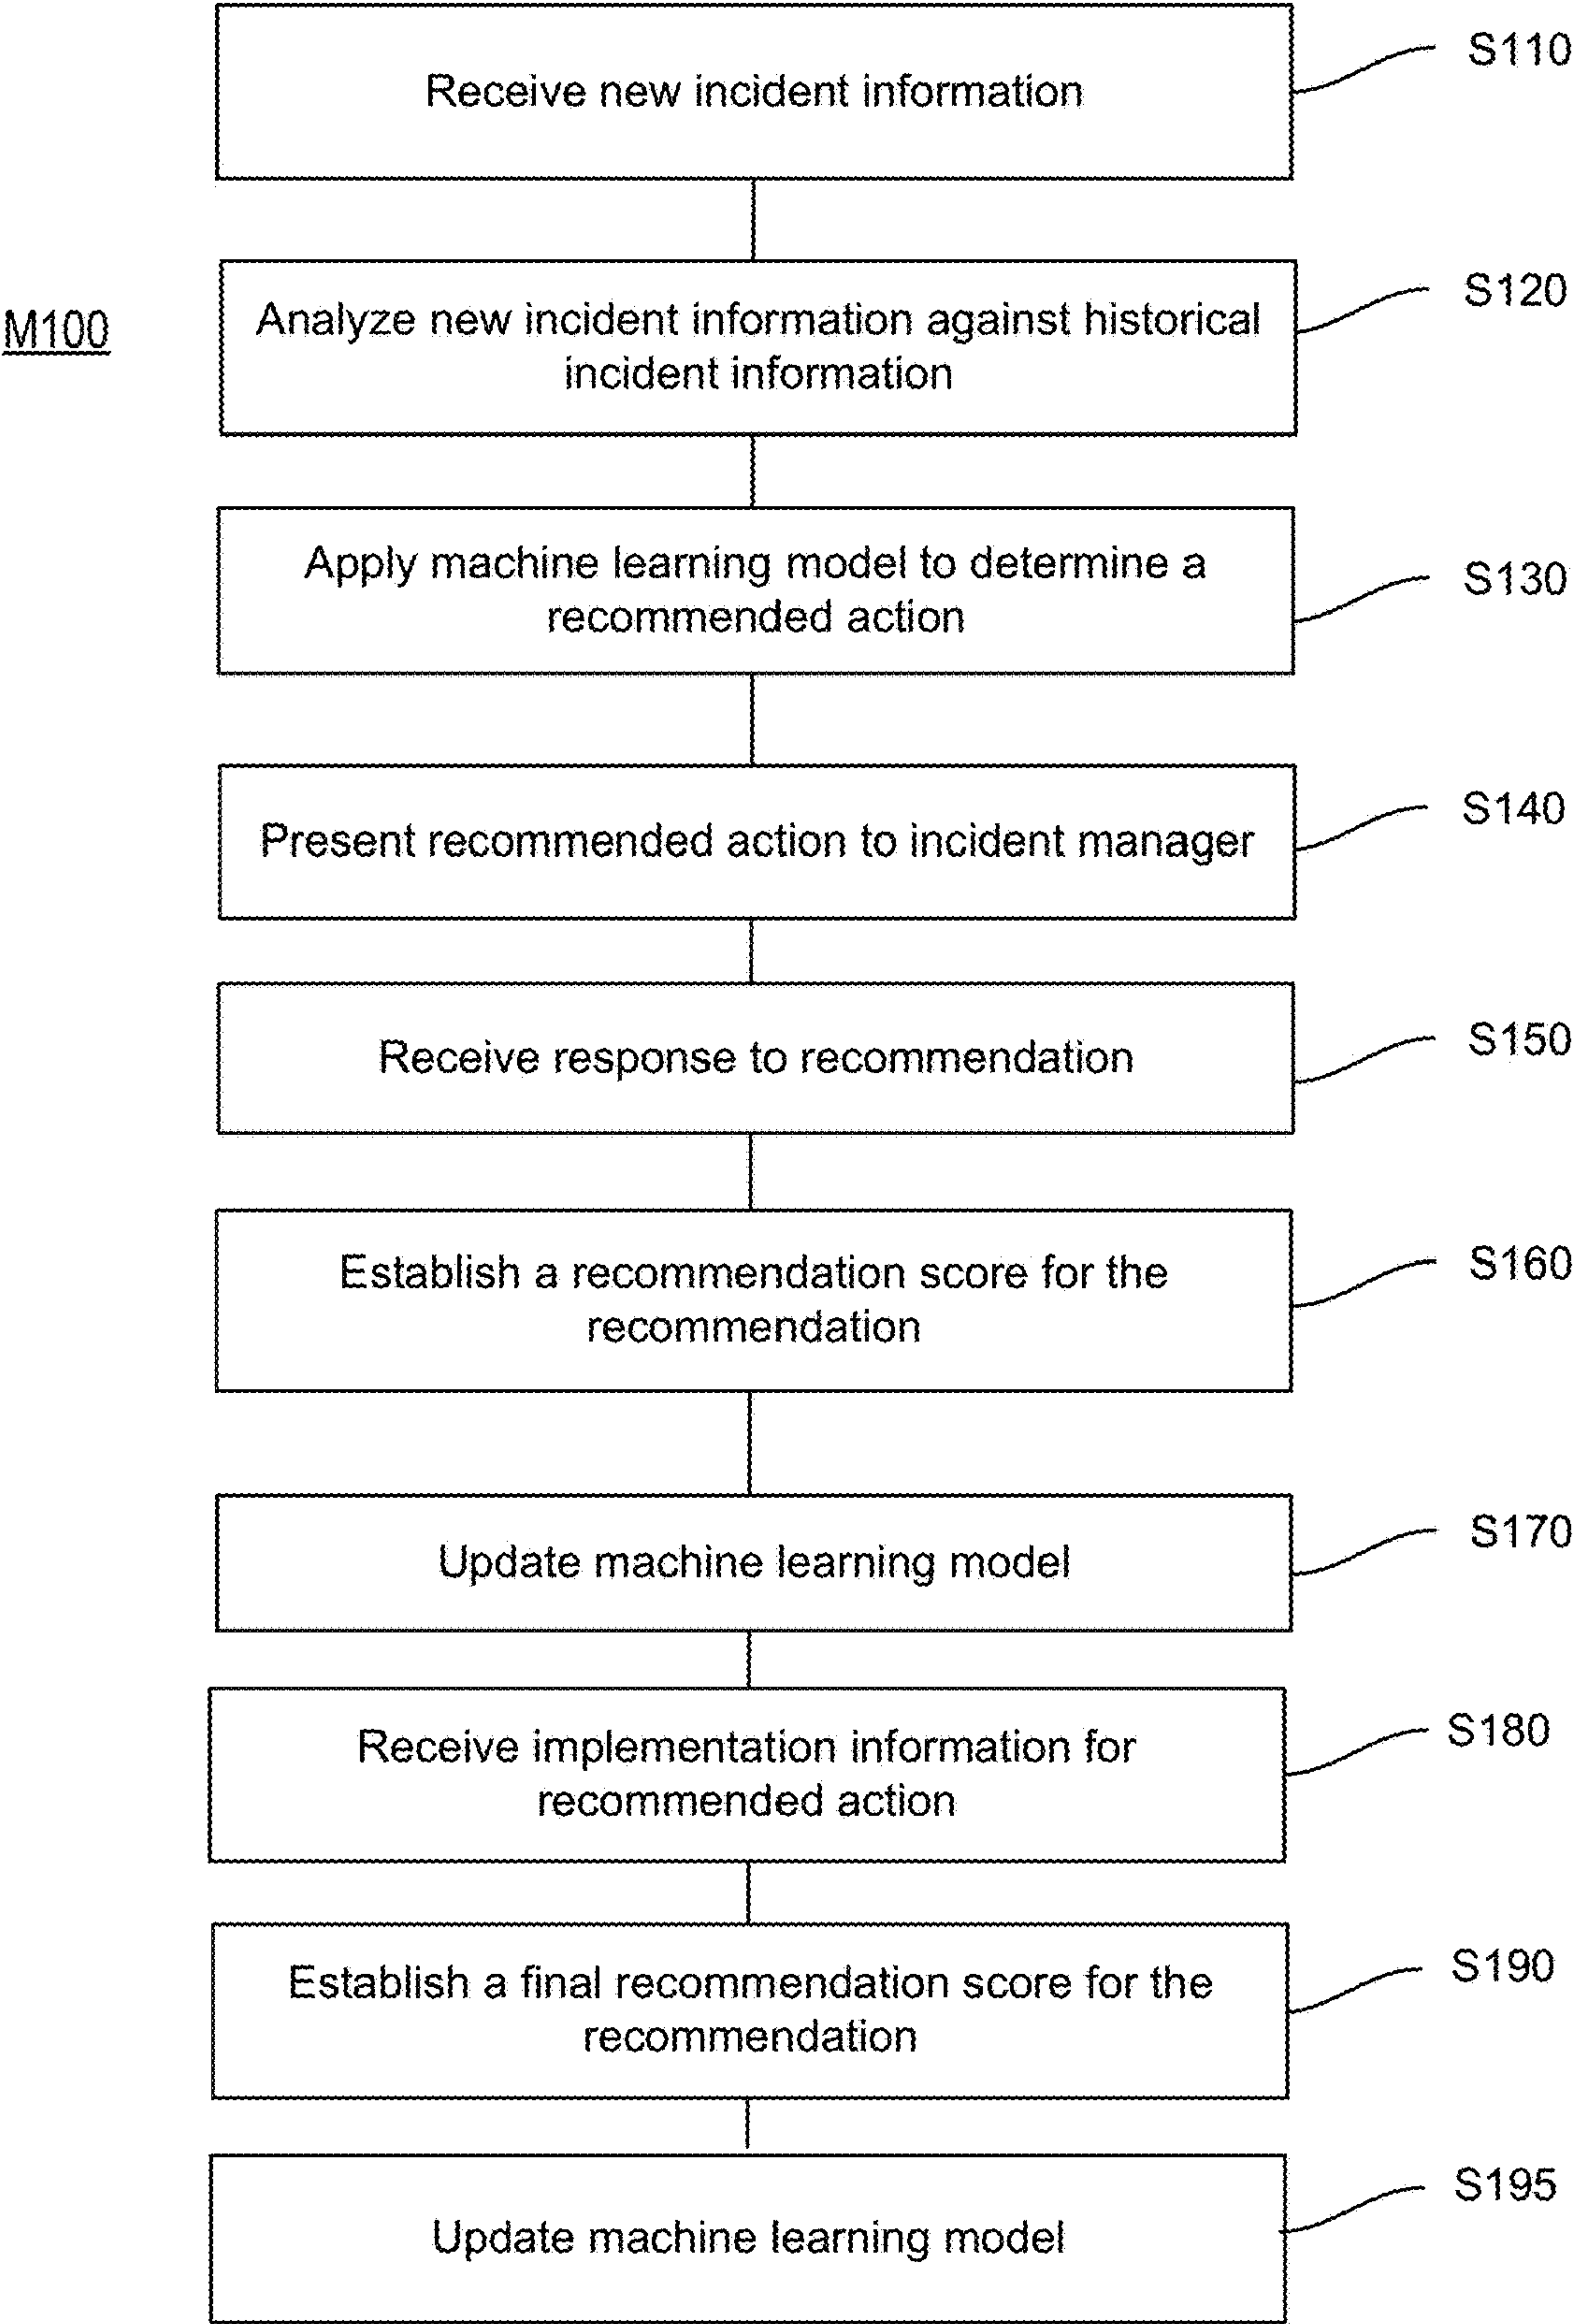 Receive new incident information
S110
M100
Analyze new incident information against historical
incident information
S120
Apply machine learning model to determine a
recommended action
S130
Present recommended action to incident manager
S140
Receive response to recommendation
S150
Establish a recommendation score for the
recommendation
S160
Update machine learning model
S170
Receive implementation information for
recommended action
S180
Establish a final recommendation score for the
recommendation
S190
Update machine learning model
S195